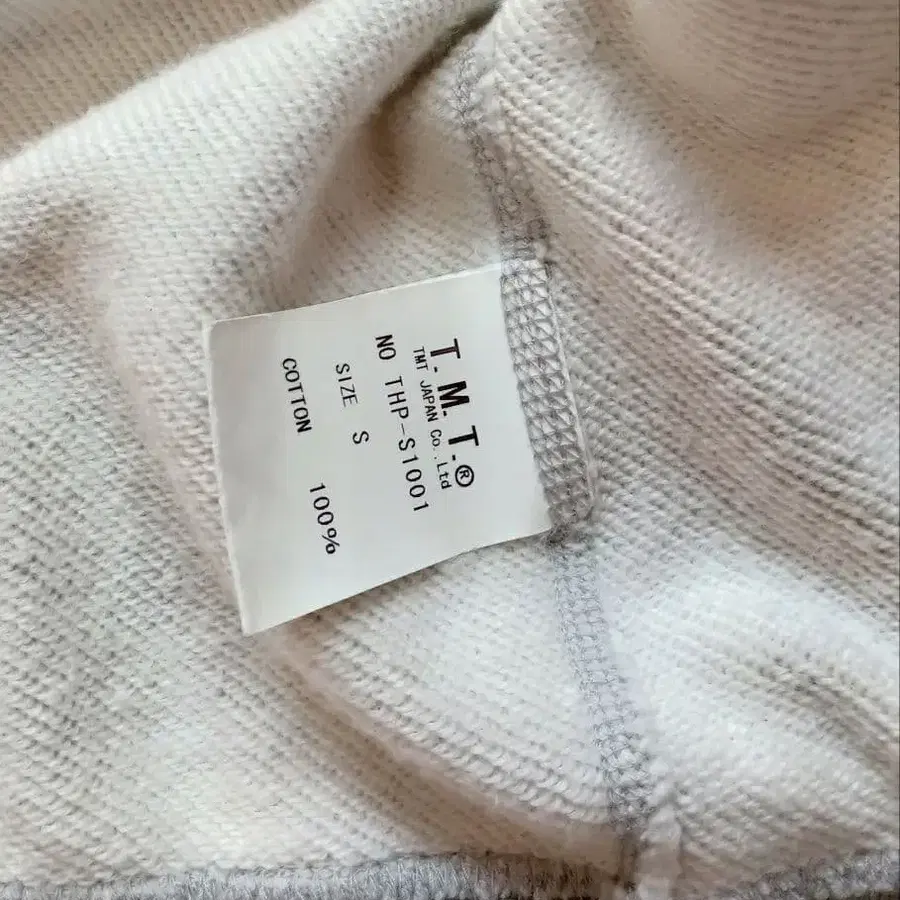 T. M. T.®
TMT JAPAN Co.,Ltd
NO THP-S1001
SIZE S
COTTON 100%